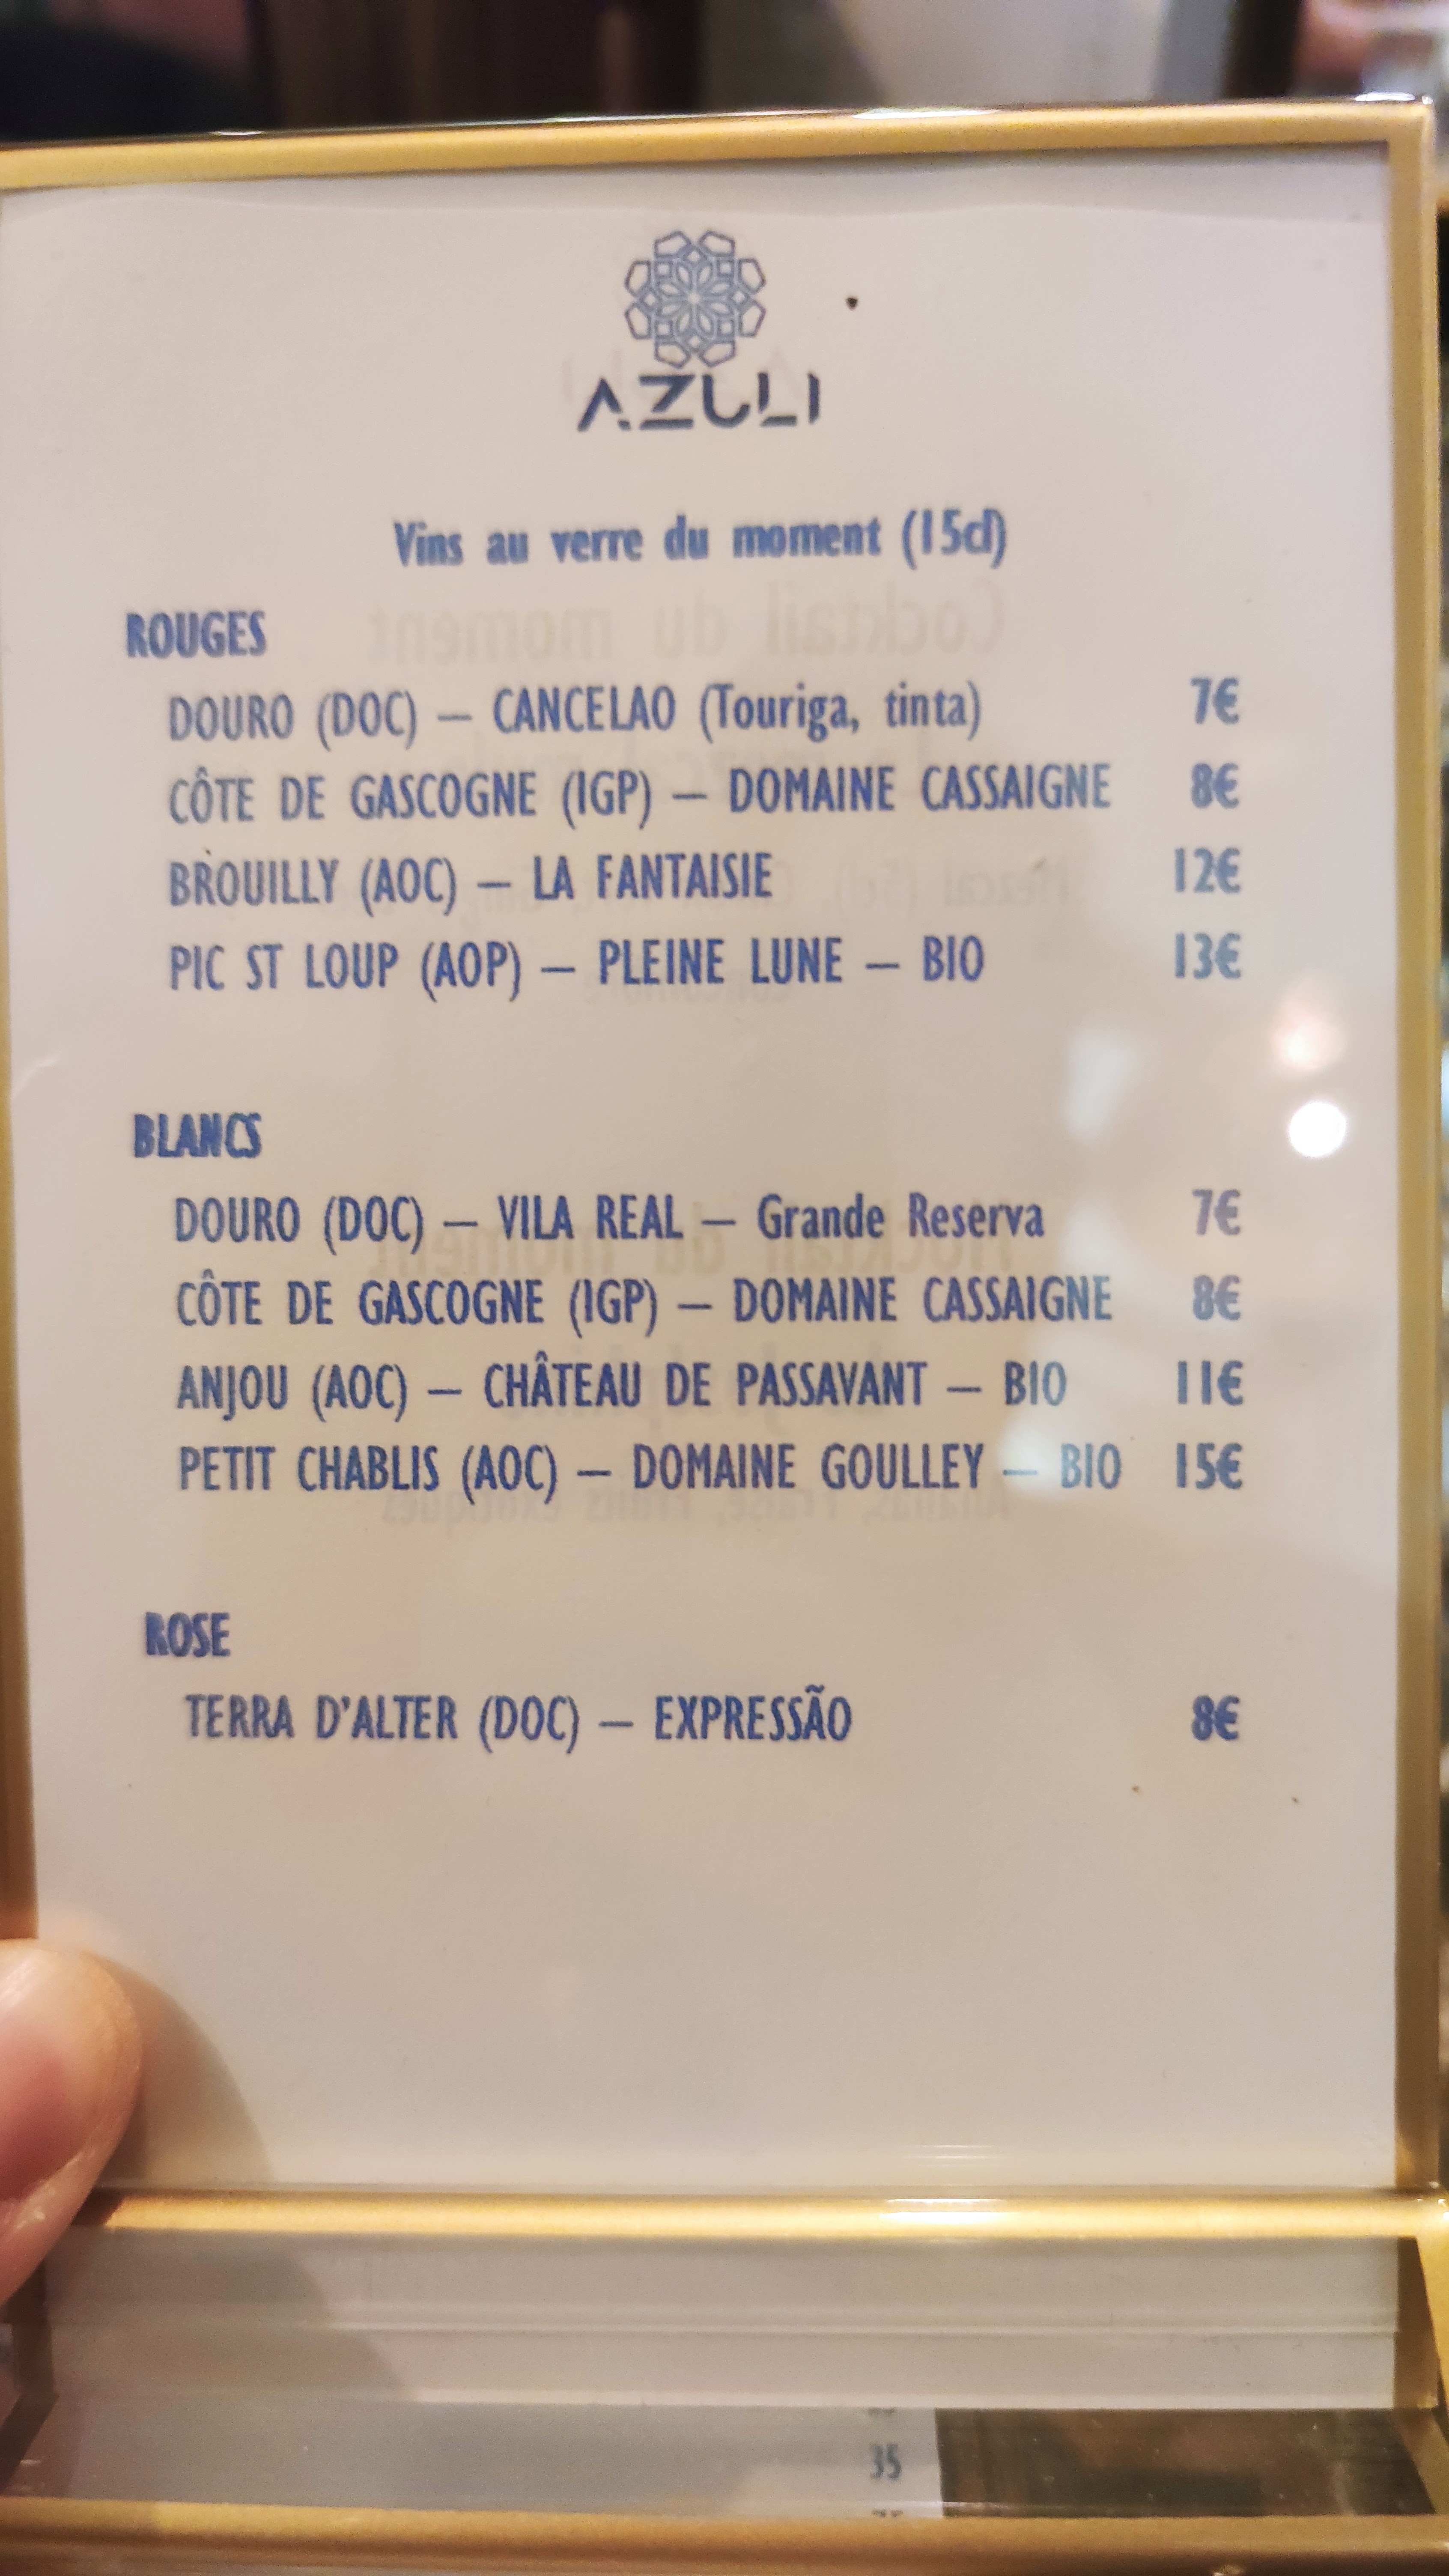 AZULI
Vins au verre du moment (15cl)
ROUGES
DOURO (DOC) – CANCELAO (Touriga, tinta) 7€
CÔTE DE GASCOGNE (IGP) – DOMAINE CASSAIGNE 8€
BROUILLY (AOC) – LA FANTAISIE 12€
PIC ST LOUP (AOP) – PLEINE LUNE – BIO 13€
BLANCS
DOURO (DOC) – VILA REAL – Grande Reserva 7€
CÔTE DE GASCOGNE (IGP) – DOMAINE CASSAIGNE 8€
ANJOU (AOC) – CHÂTEAU DE PASSAVANT – BIO 11€
PETIT CHABLIS (AOC) – DOMAINE GOULLEY – BIO 15€
ROSE
TERRA D'ALTER (DOC) – EXPRESSÃO 8€
35